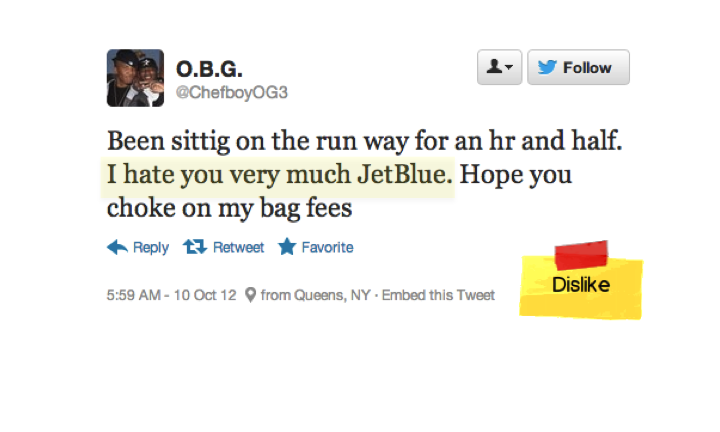 O.B.G.
@ChefboyOG3
Follow
Been sittig on the run way for an hr and half.
I hate you very much JetBlue. Hope you
choke on my bag fees
Reply Retweet Favorite
5:59 AM - 10 Oct 12 from Queens, NY · Embed this Tweet
Dislike